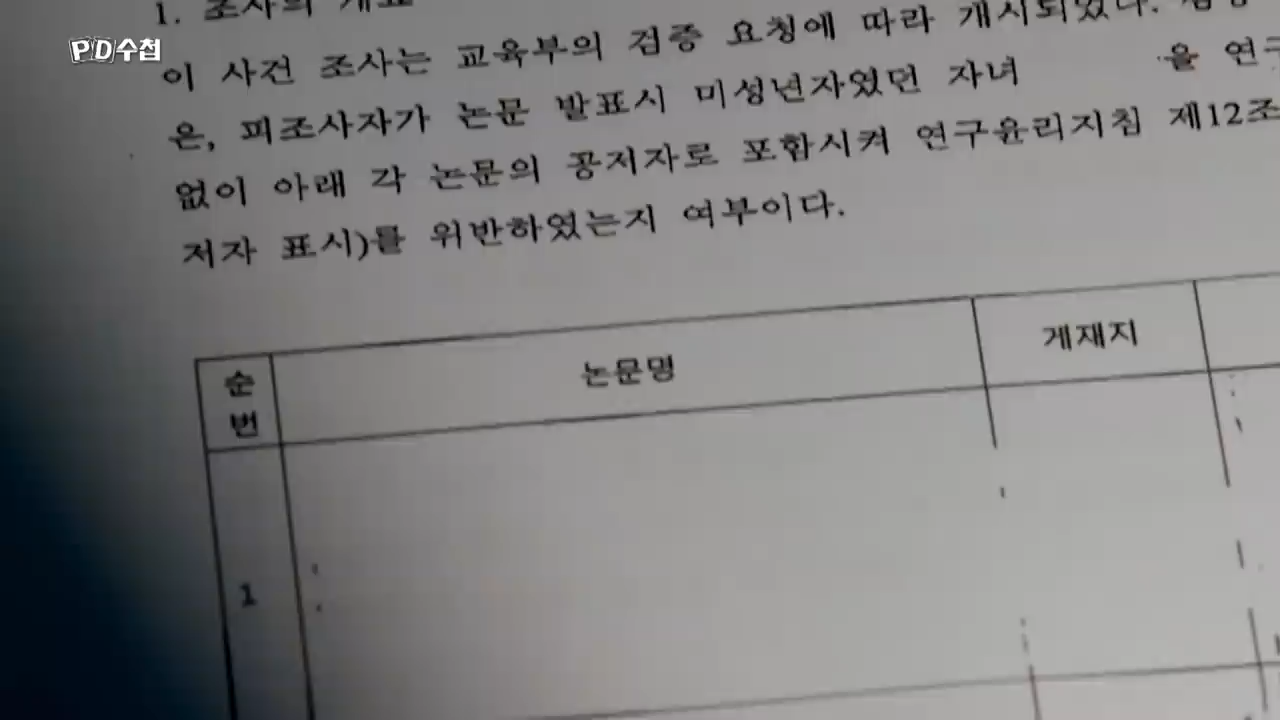 PD수첩
1. 조사의 개요
이 사건 조사는 교육부의 검증 요청에 따라 개시되었다.
은, 피조사자가 논문 발표시 미성년자였던 자녀 을 연구
없이 아래 각 논문의 공저자로 포함시켜 연구윤리지침 제12조
저자 표시)를 위반하였는지 여부이다.
순번 논문명 게재지
1